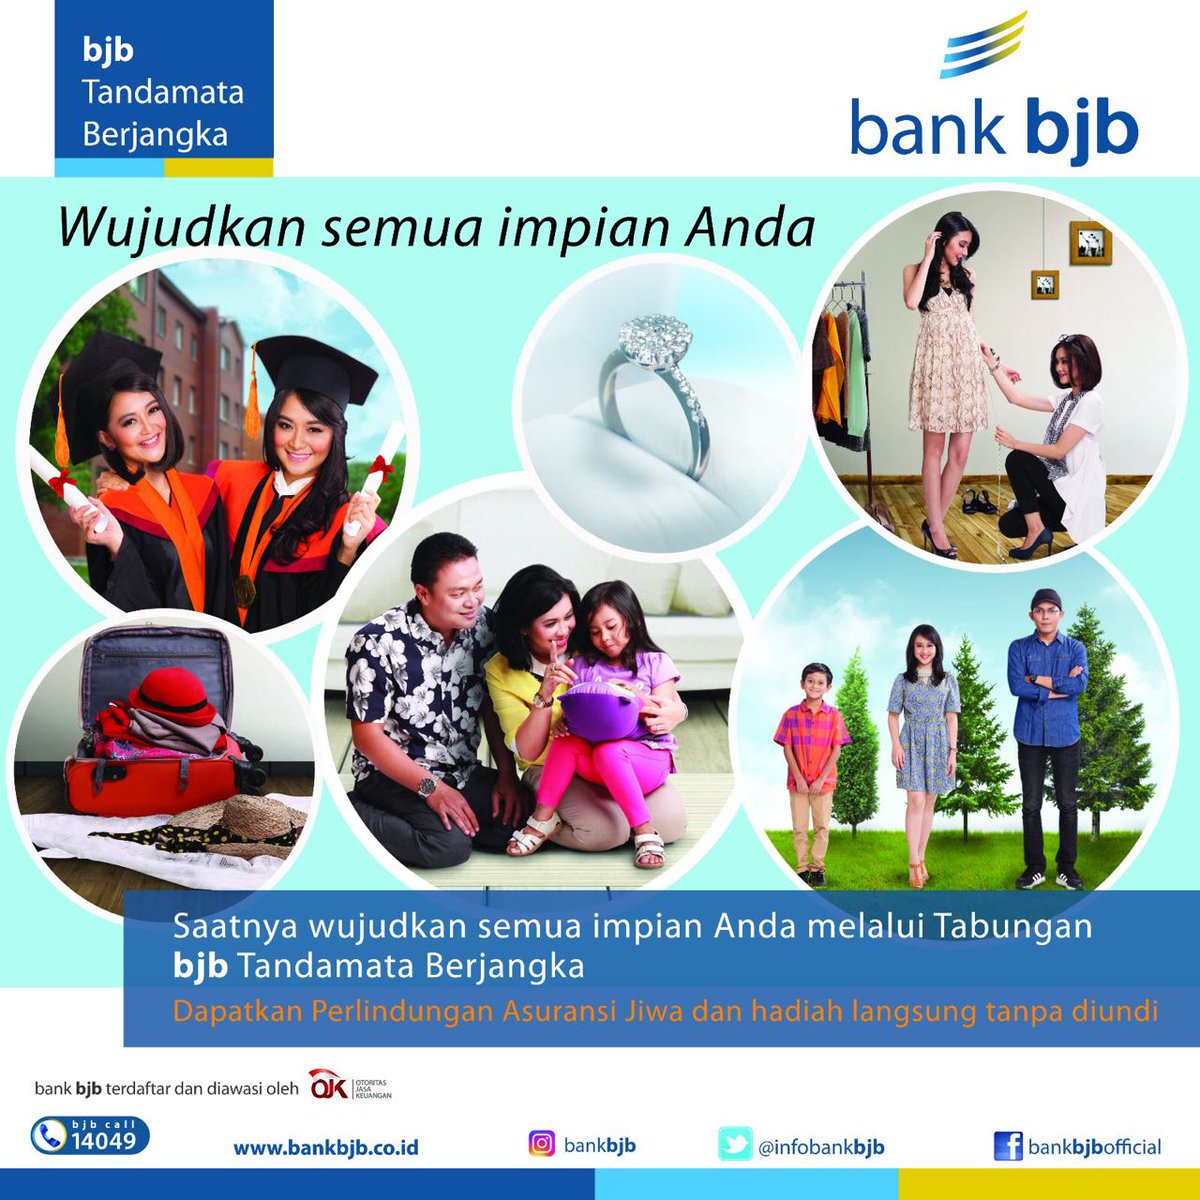 bjb
Tandamata
Berjangka
bank bjb
Wujudkan semua impian Anda
Saatnya wujudkan semua impian Anda melalui Tabungan
bjb Tandamata Berjangka
Dapatkan Perlindungan Asuransi Jiwa dan hadiah langsung tanpa diundi
bank bjb terdaftar dan diawasi oleh OJK OTORITAS
JASA
KEUANGAN
bjb call
14049
www.bankbjb.co.id
bankbjb
@infobankbjb
bankbjbofficial